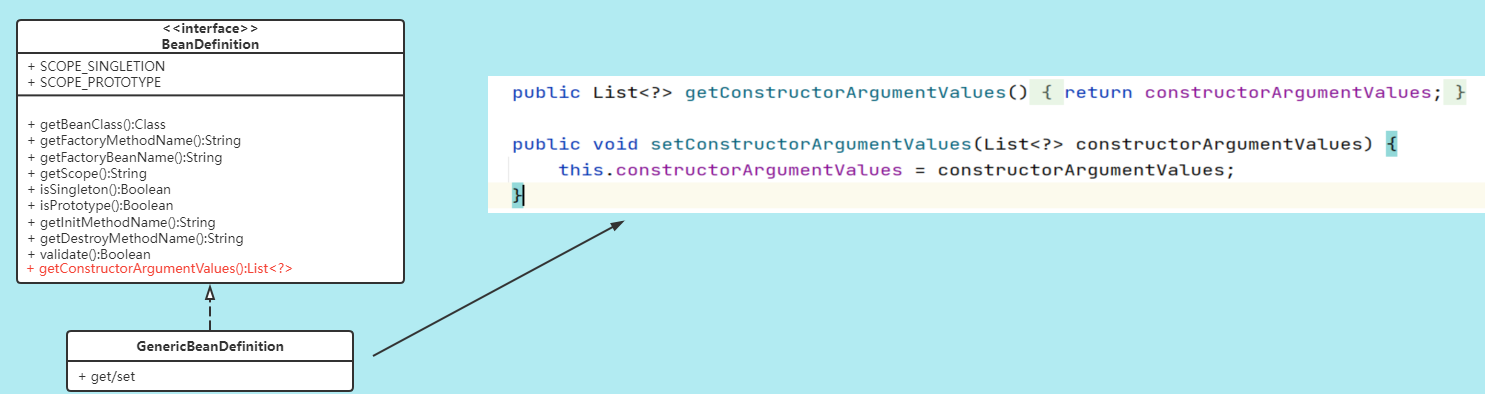 <<interface>>
BeanDefinition
+ SCOPE_SINGLETION
+ SCOPE_PROTOTYPE
+ getBeanClass():Class
+ getFactoryMethodName():String
+ getFactoryBeanName():String
+ getScope():String
+ isSingleton():Boolean
+ isPrototype():Boolean
+ getInitMethodName():String
+ getDestroyMethodName():String
+ validate():Boolean
+ getConstructorArgumentValues():List<?>
GenericBeanDefinition
+ get/set
public List<?> getConstructorArgumentValues() { return constructorArgumentValues; }
public void setConstructorArgumentValues(List<?> constructorArgumentValues) {
this.constructorArgumentValues = constructorArgumentValues;
}